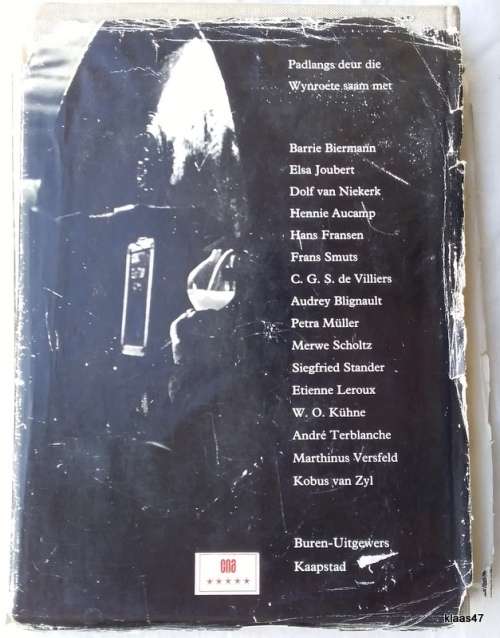 Padlangs deur die
Wynroete saam met
Barrie Biermann
Elsa Joubert
Dolf van Niekerk
Hennie Aucamp
Hans Fransen
Frans Smuts
C. G. S. de Villiers
Audrey Blignault
Petra Müller
Merwe Scholtz
Siegfried Stander
Etienne Leroux
W. O. Kühne
André Terblanche
Marthinus Versfeld
Kobus van Zyl
Buren-Uitgewers
Kaapstad
cna
klaas47